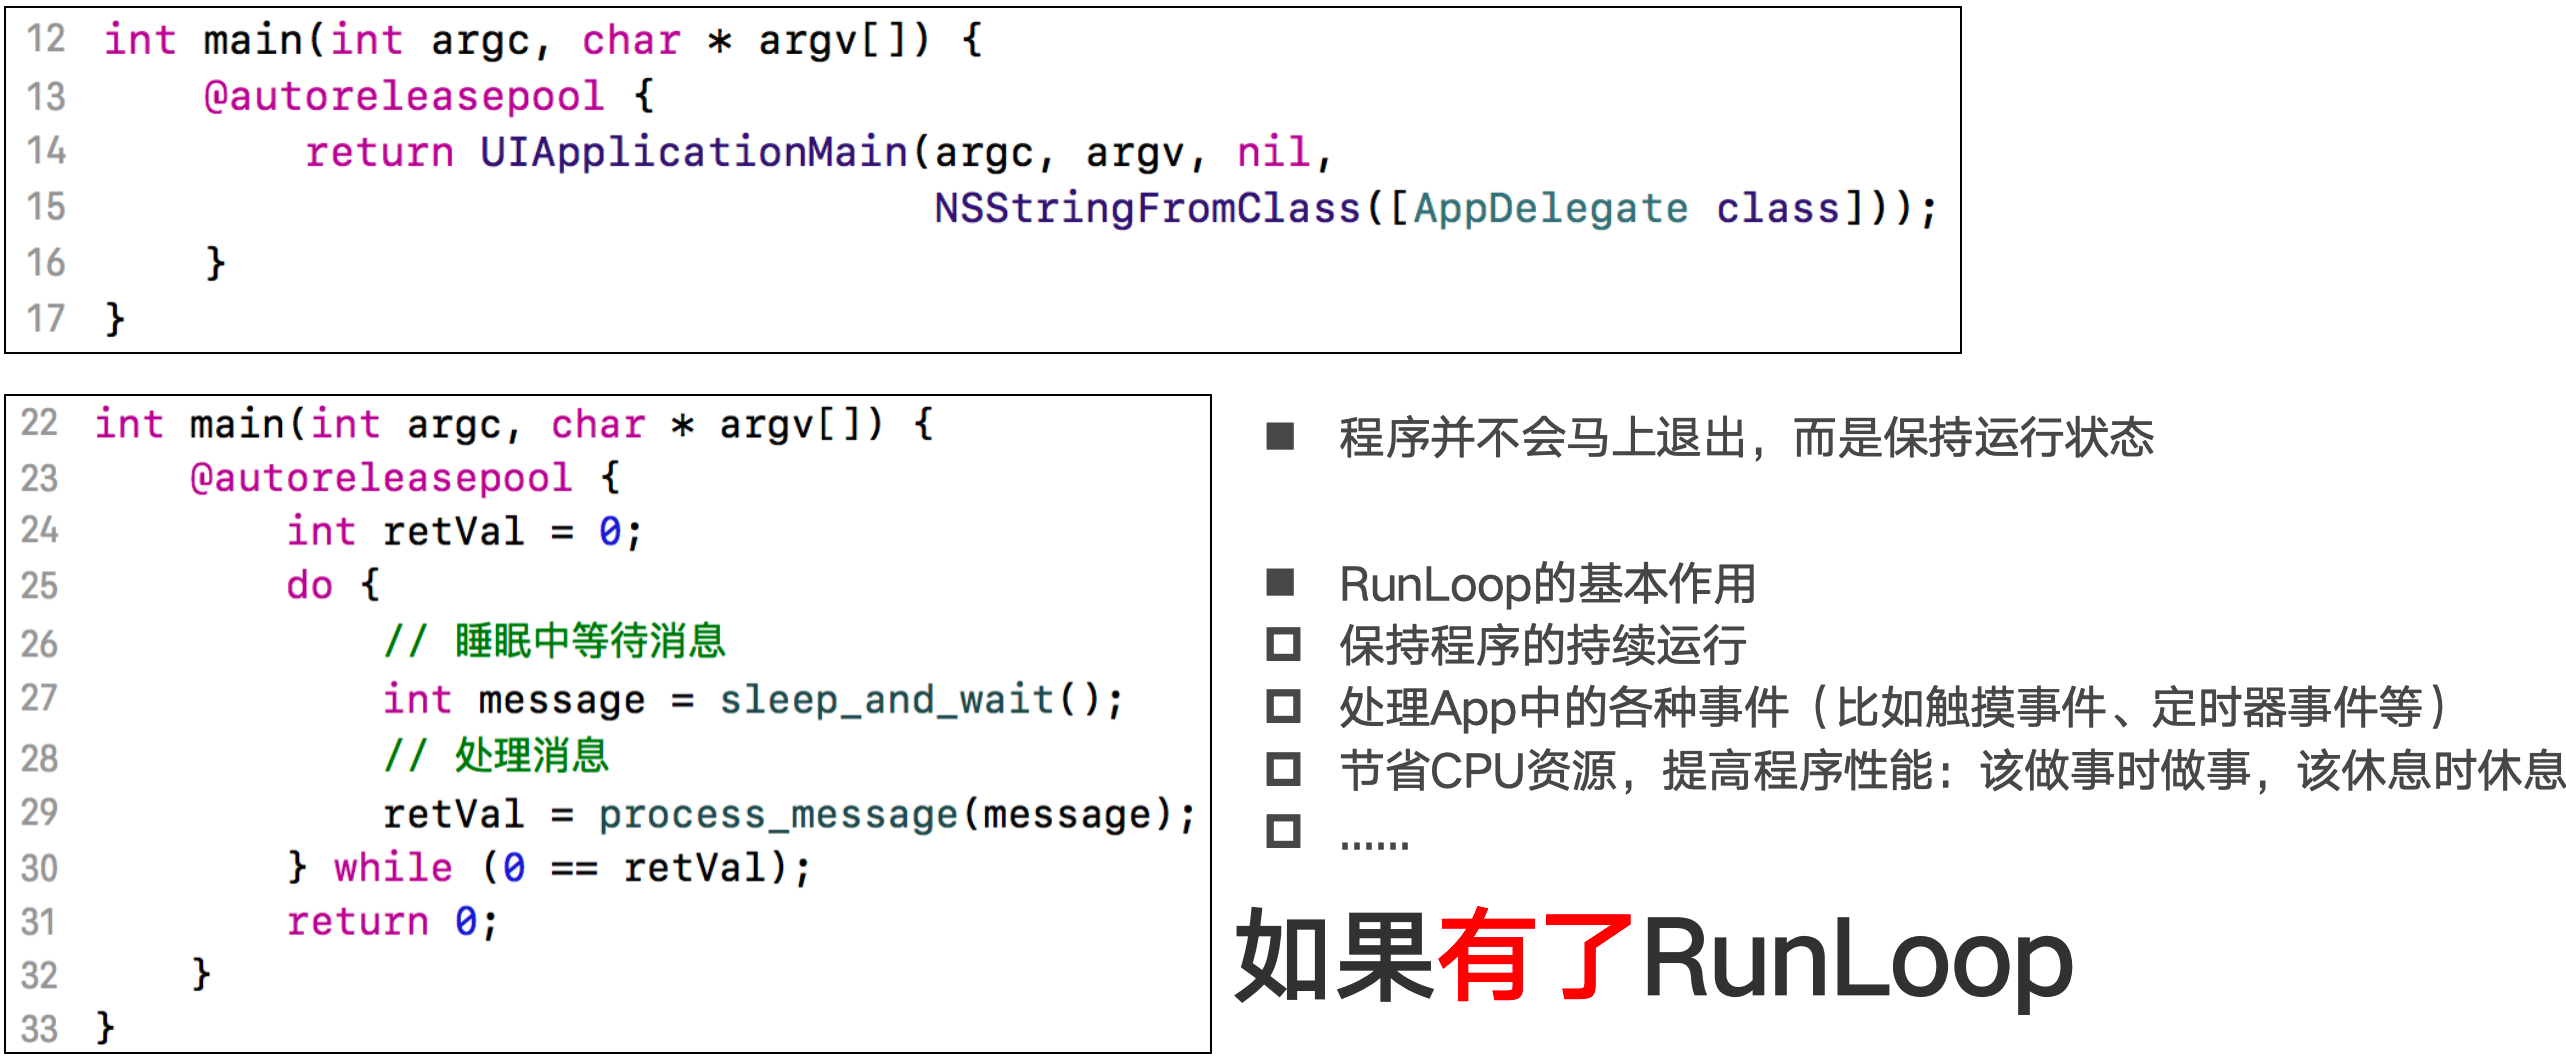 12 int main(int argc, char * argv[]) {
13     @autoreleasepool {
14         return UIApplicationMain(argc, argv, nil,
15                                  NSStringFromClass([AppDelegate class]));
16     }
17 }
22 int main(int argc, char * argv[]) {
23     @autoreleasepool {
24         int retVal = 0;
25         do {
26             // 睡眠中等待消息
27             int message = sleep_and_wait();
28             // 处理消息
29             retVal = process_message(message);
30         } while (0 == retVal);
31         return 0;
32     }
33 }
■ 程序并不会马上退出，而是保持运行状态
■ RunLoop的基本作用
□ 保持程序的持续运行
□ 处理App中的各种事件（比如触摸事件、定时器事件等）
□ 节省CPU资源，提高程序性能：该做事时做事，该休息时休息
□ ......
如果有了RunLoop